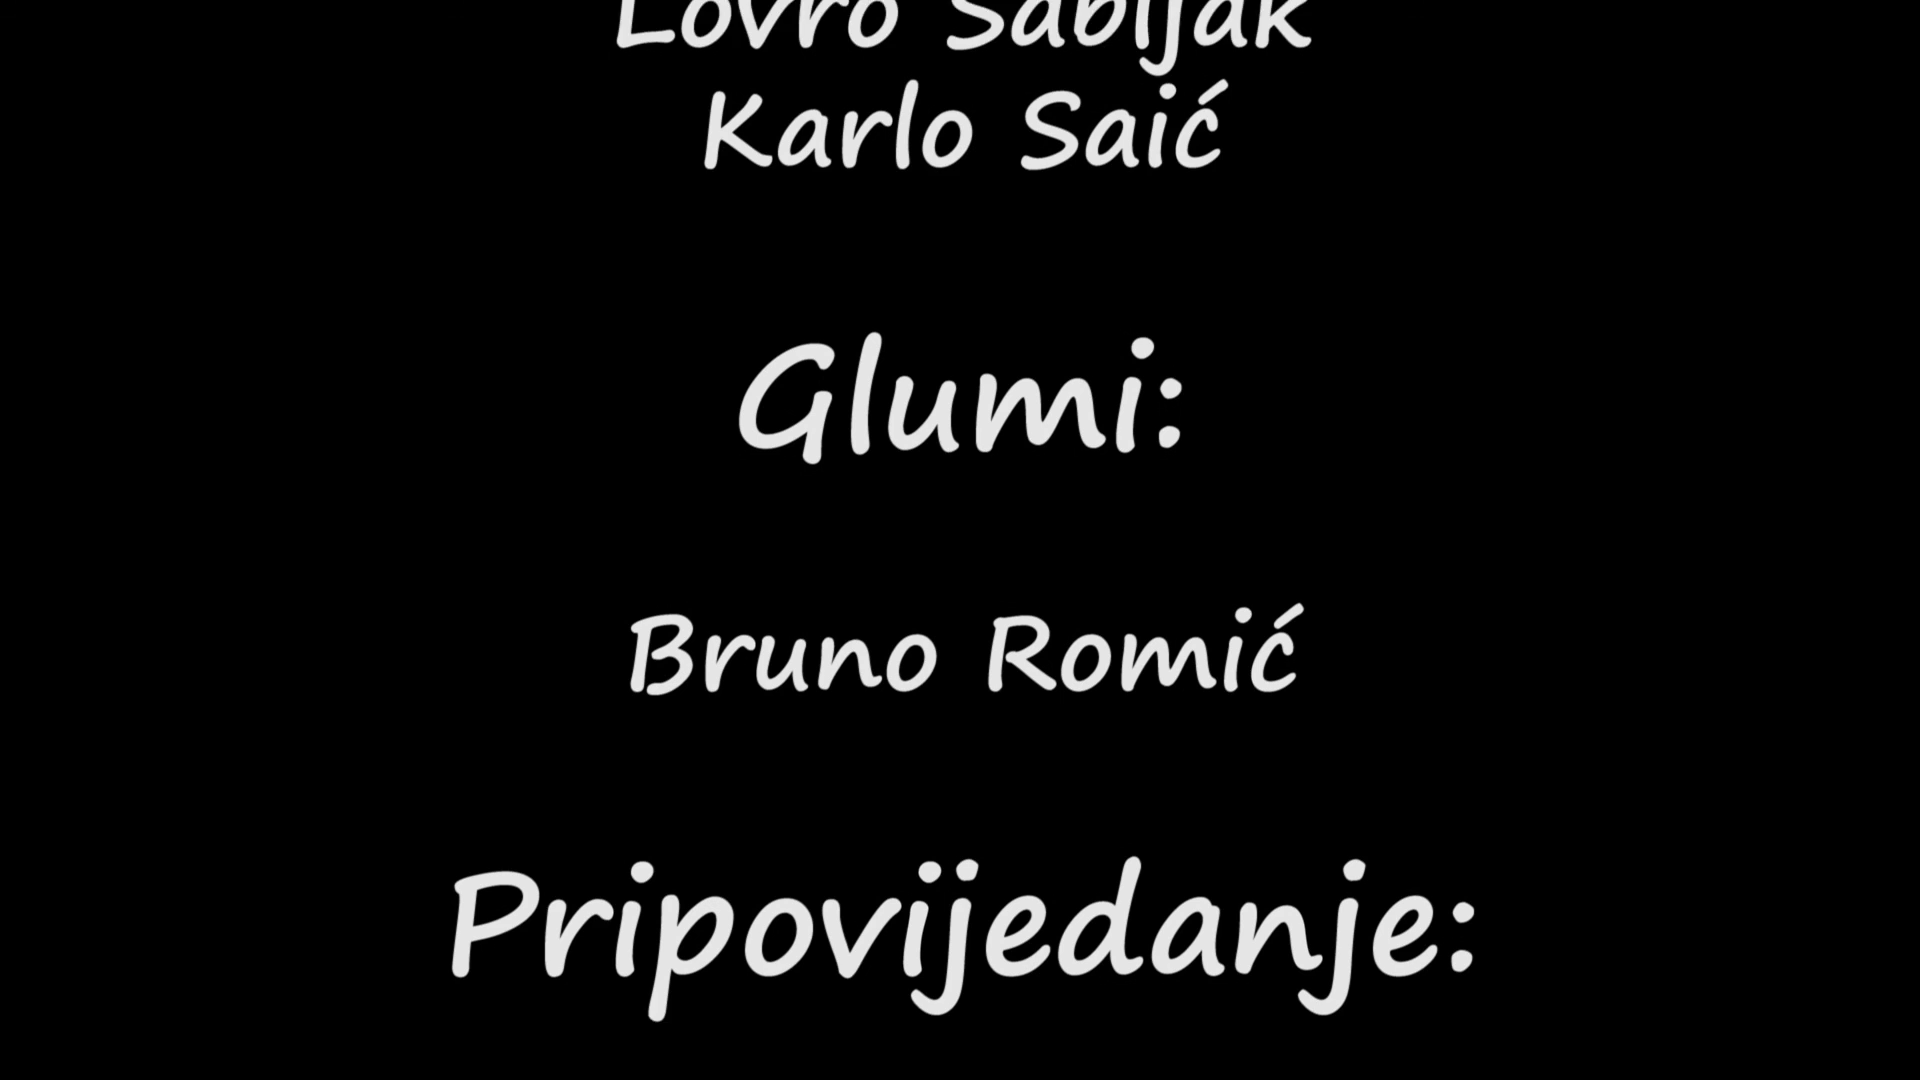 Lovro Sabljak
Karlo Saić
Glumi:
Bruno Romić
Pripovijedanje: